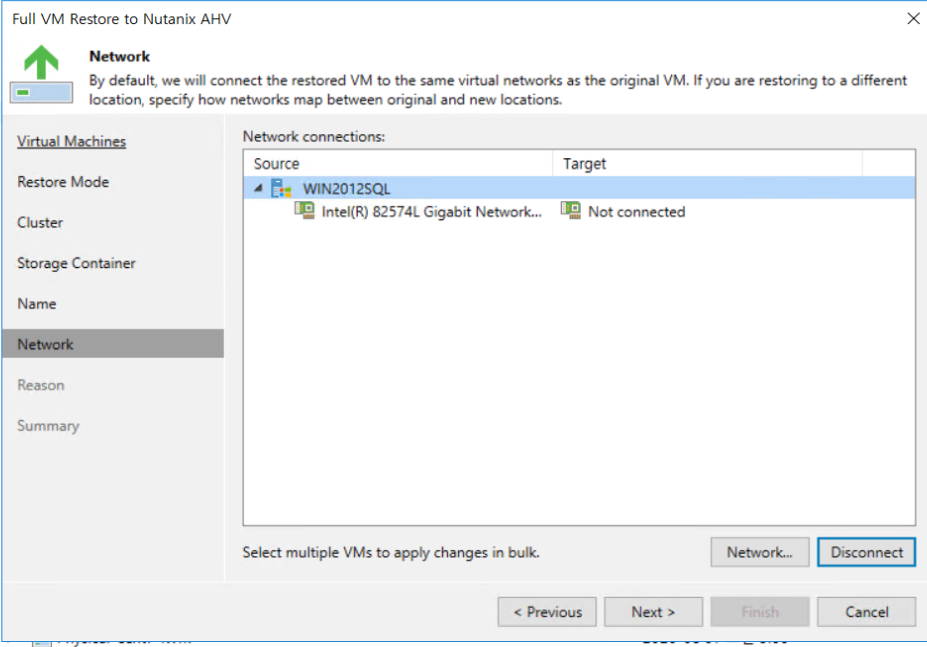 Full VM Restore to Nutanix AHV
Network
By default, we will connect the restored VM to the same virtual networks as the original VM. If you are restoring to a different
location, specify how networks map between original and new locations.
Virtual Machines
Restore Mode
Cluster
Storage Container
Name
Network
Reason
Summary
Network connections:
Source Target
WIN2012SQL
Intel(R) 82574L Gigabit Network... Not connected
Select multiple VMs to apply changes in bulk.
Network... Disconnect
< Previous Next > Finish Cancel